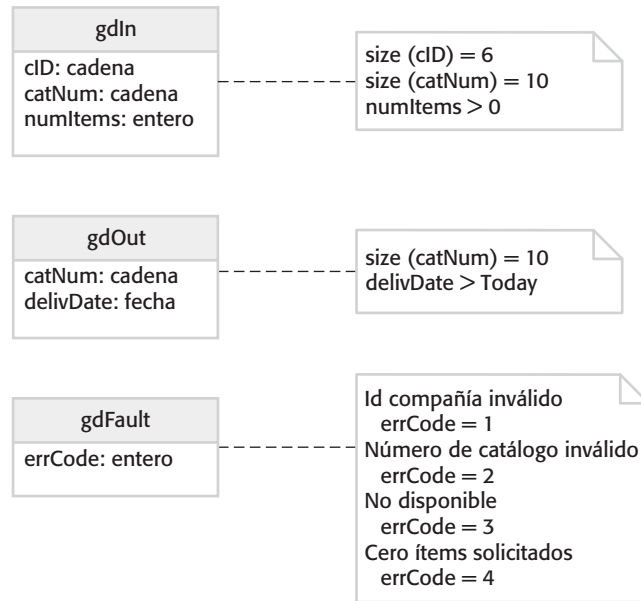 gdIn
cID: cadena
catNum: cadena
numItems: entero
size (cID) = 6
size (catNum) = 10
numItems > 0
gdOut
catNum: cadena
delivDate: fecha
size (catNum) = 10
delivDate > Today
gdFault
errCode: entero
Id compañía inválido
errCode = 1
Número de catálogo inválido
errCode = 2
No disponible
errCode = 3
Cero ítems solicitados
errCode = 4